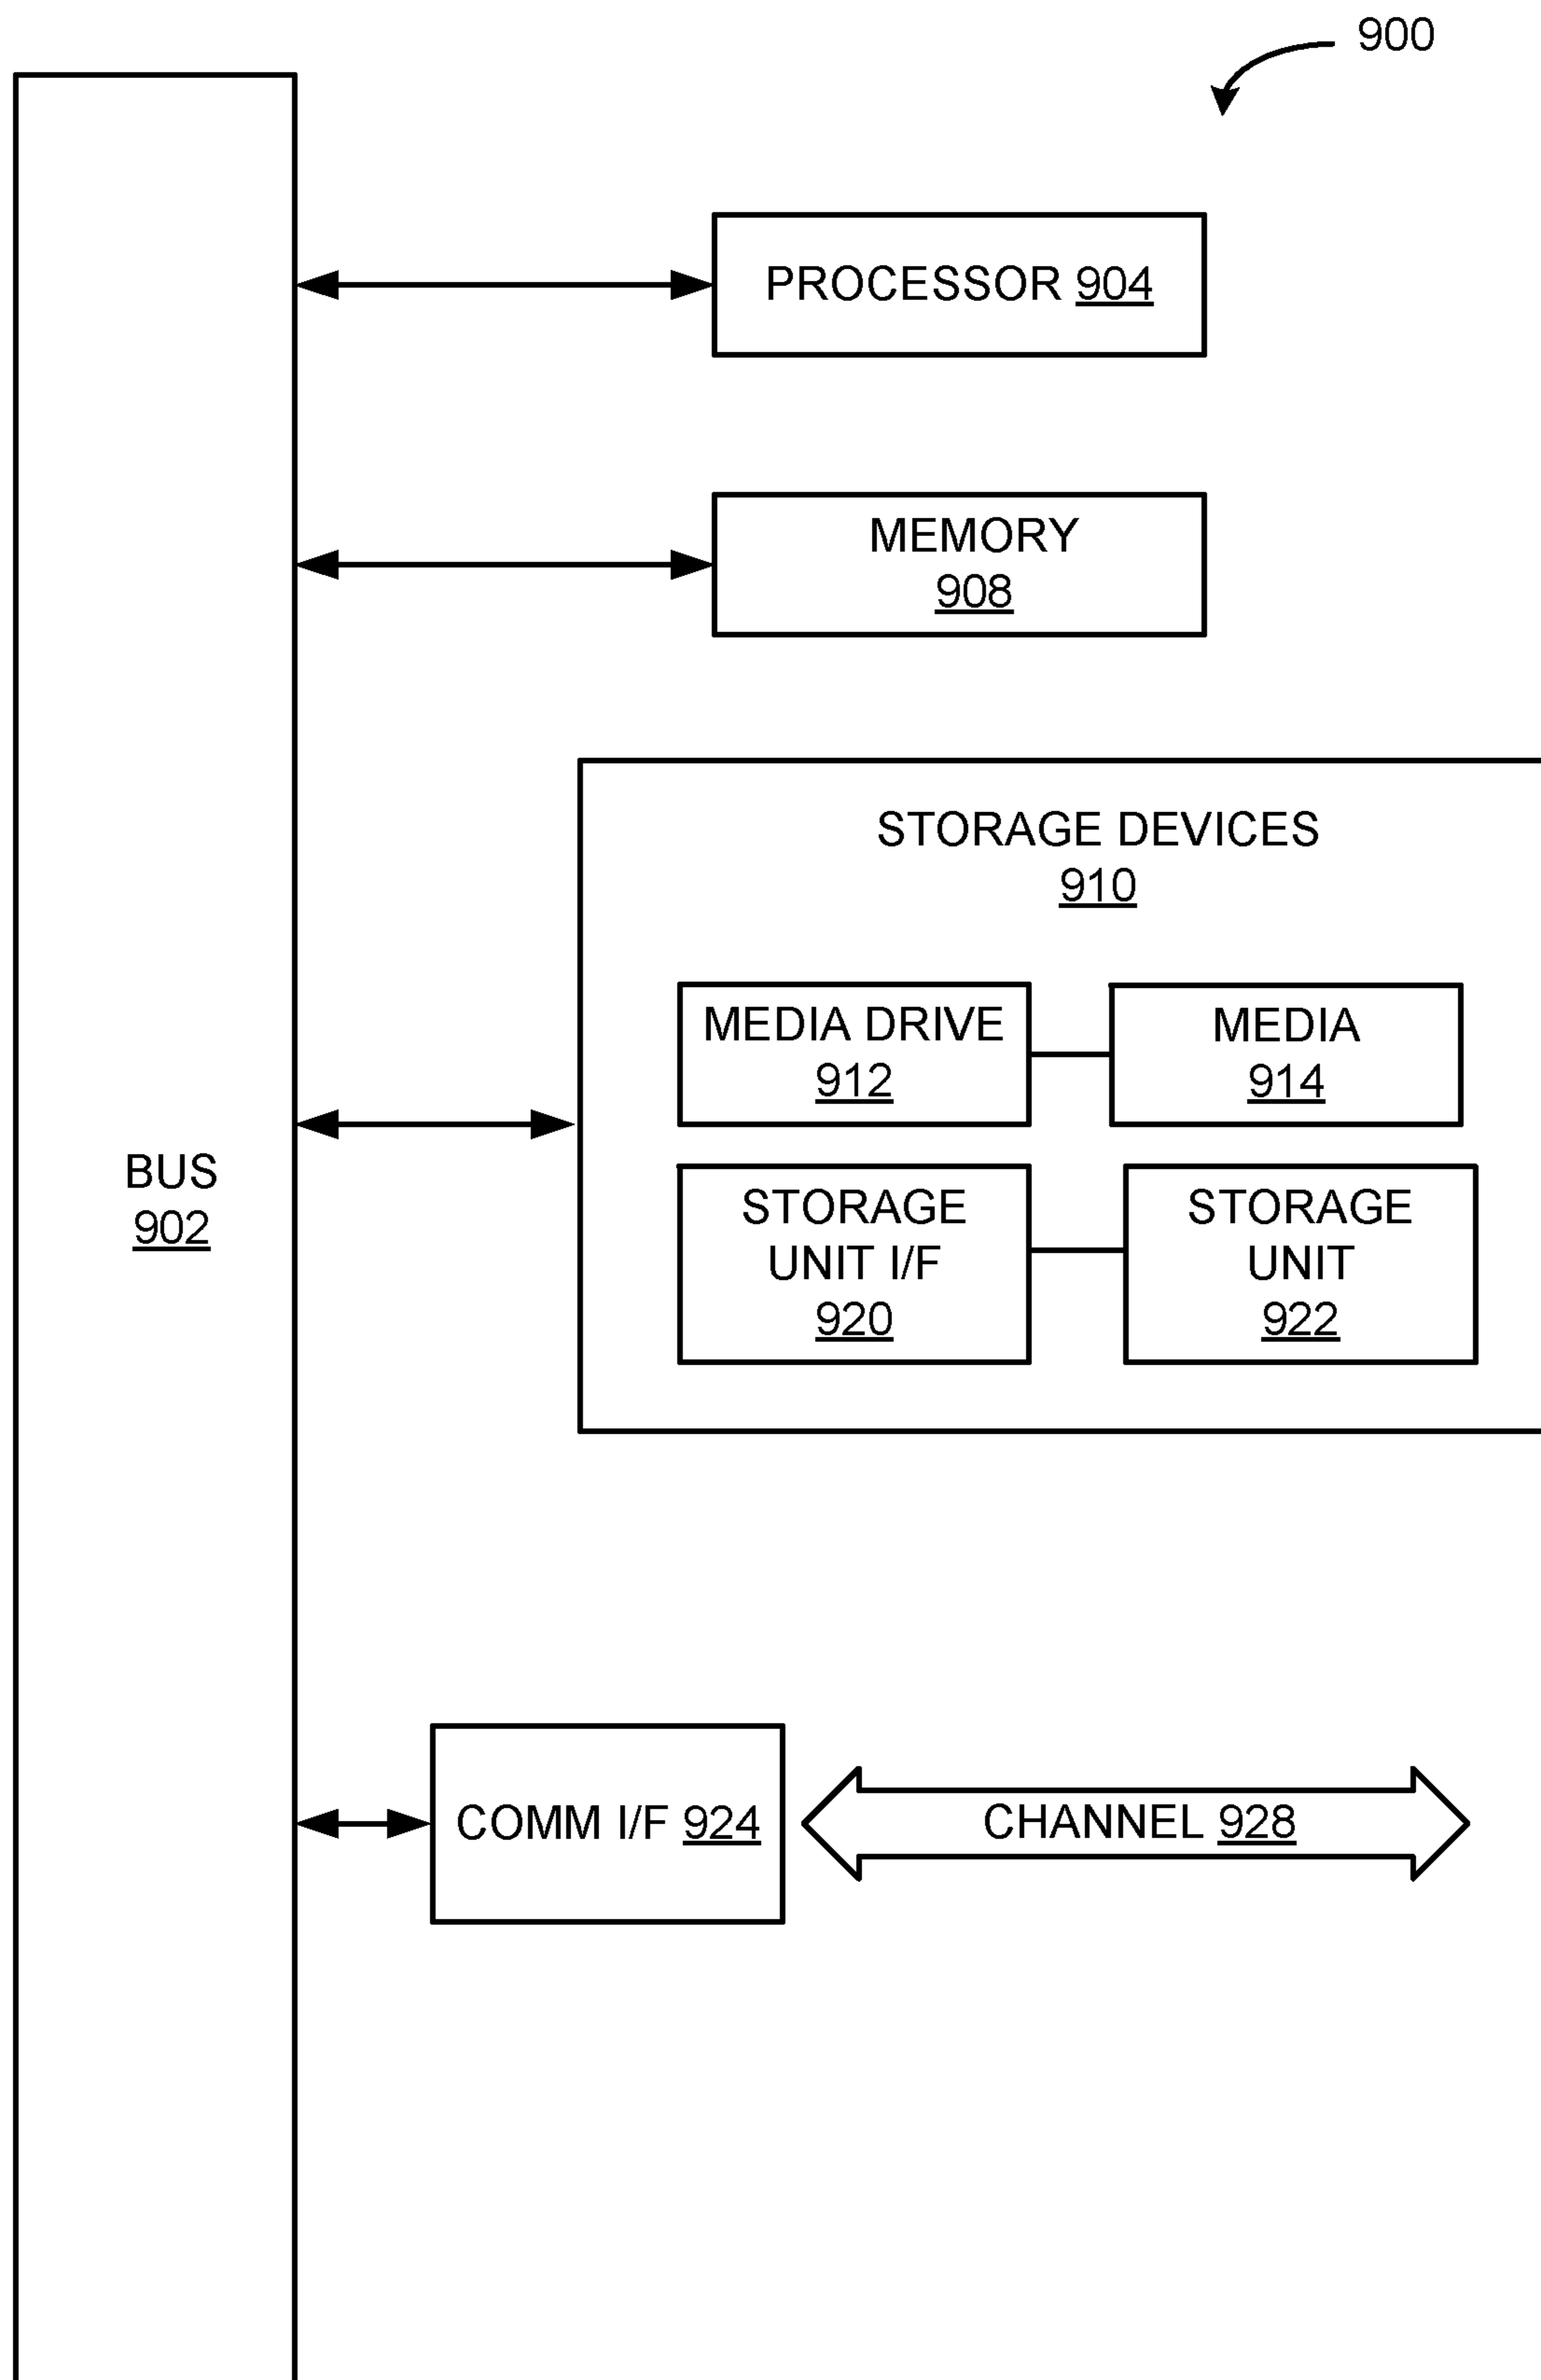 900
PROCESSOR 904
MEMORY
908
STORAGE DEVICES
910
MEDIA DRIVE
912
MEDIA
914
BUS
902
STORAGE
UNIT I/F
920
STORAGE
UNIT
922
COMM I/F 924
CHANNEL 928